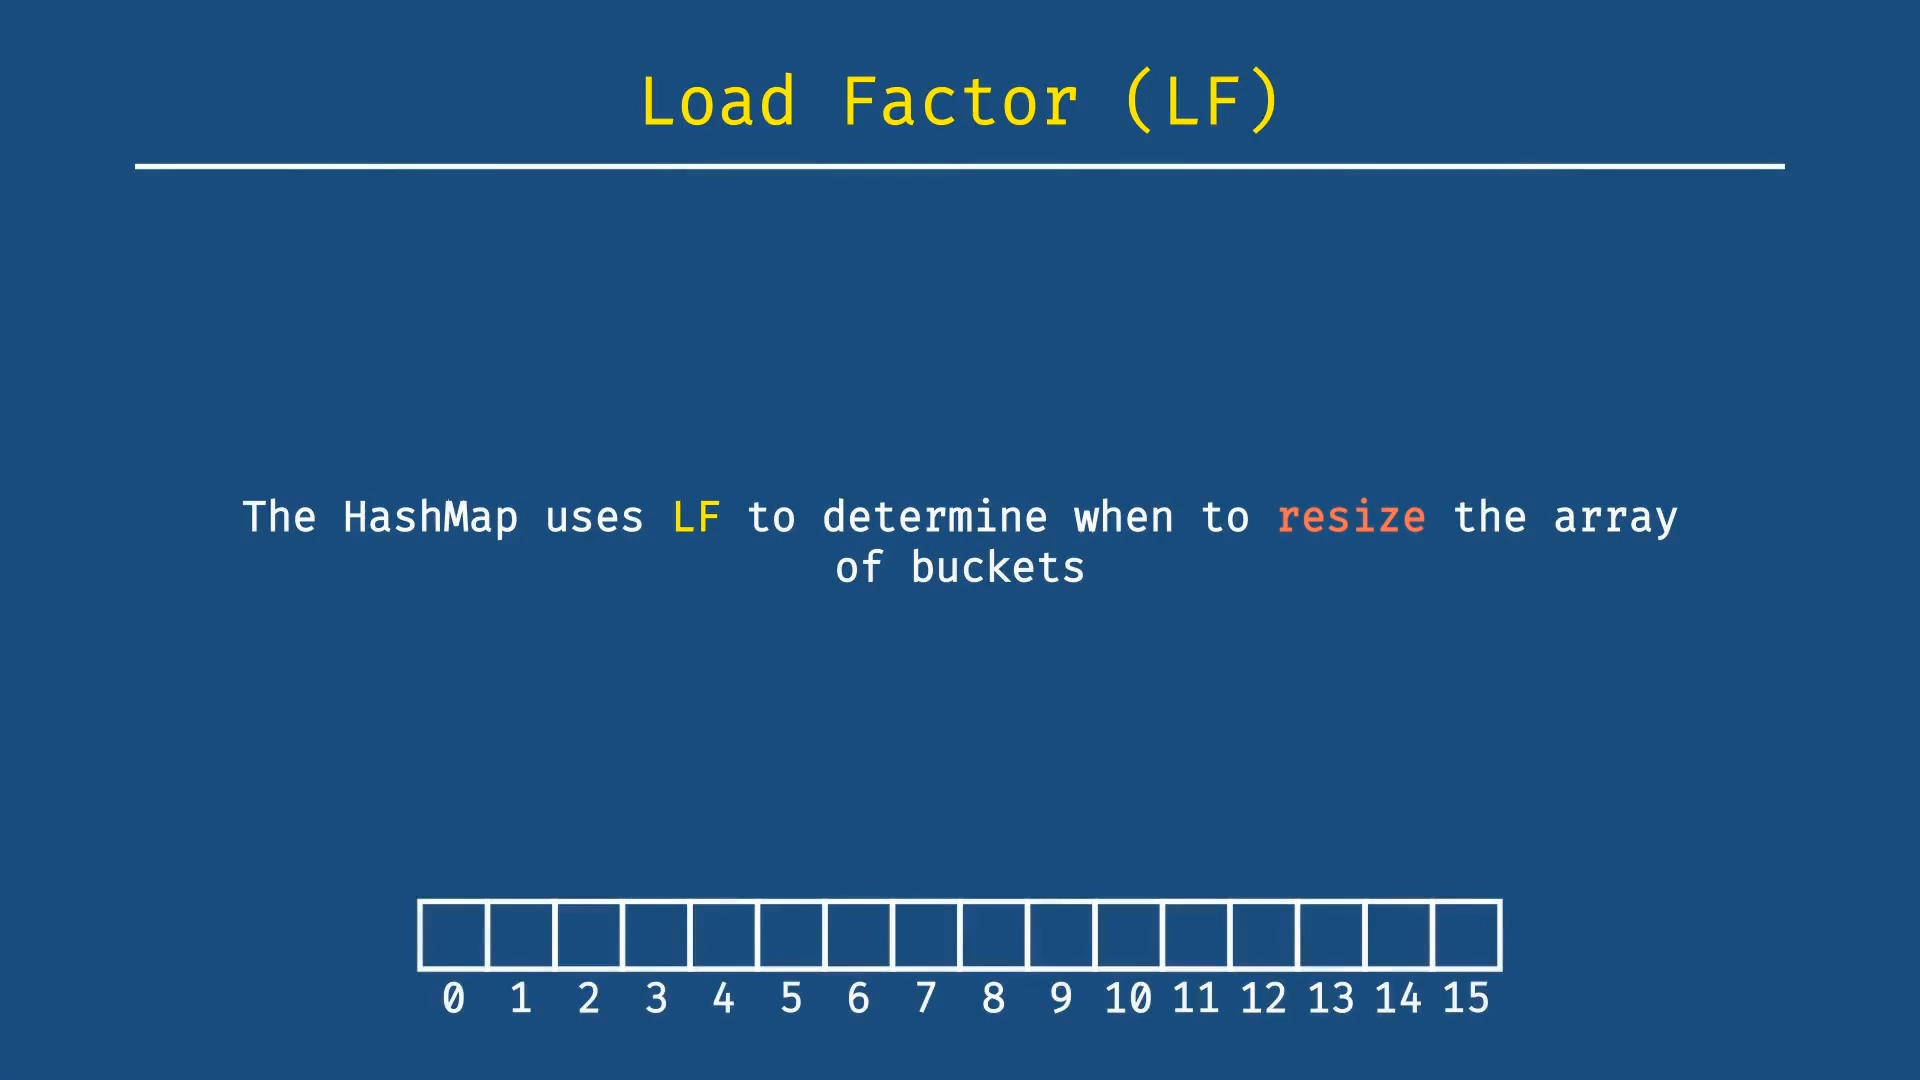 Load Factor (LF)
The HashMap uses LF to determine when to resize the array
of buckets
0 1 2 3 4 5 6 7 8 9 10 11 12 13 14 15